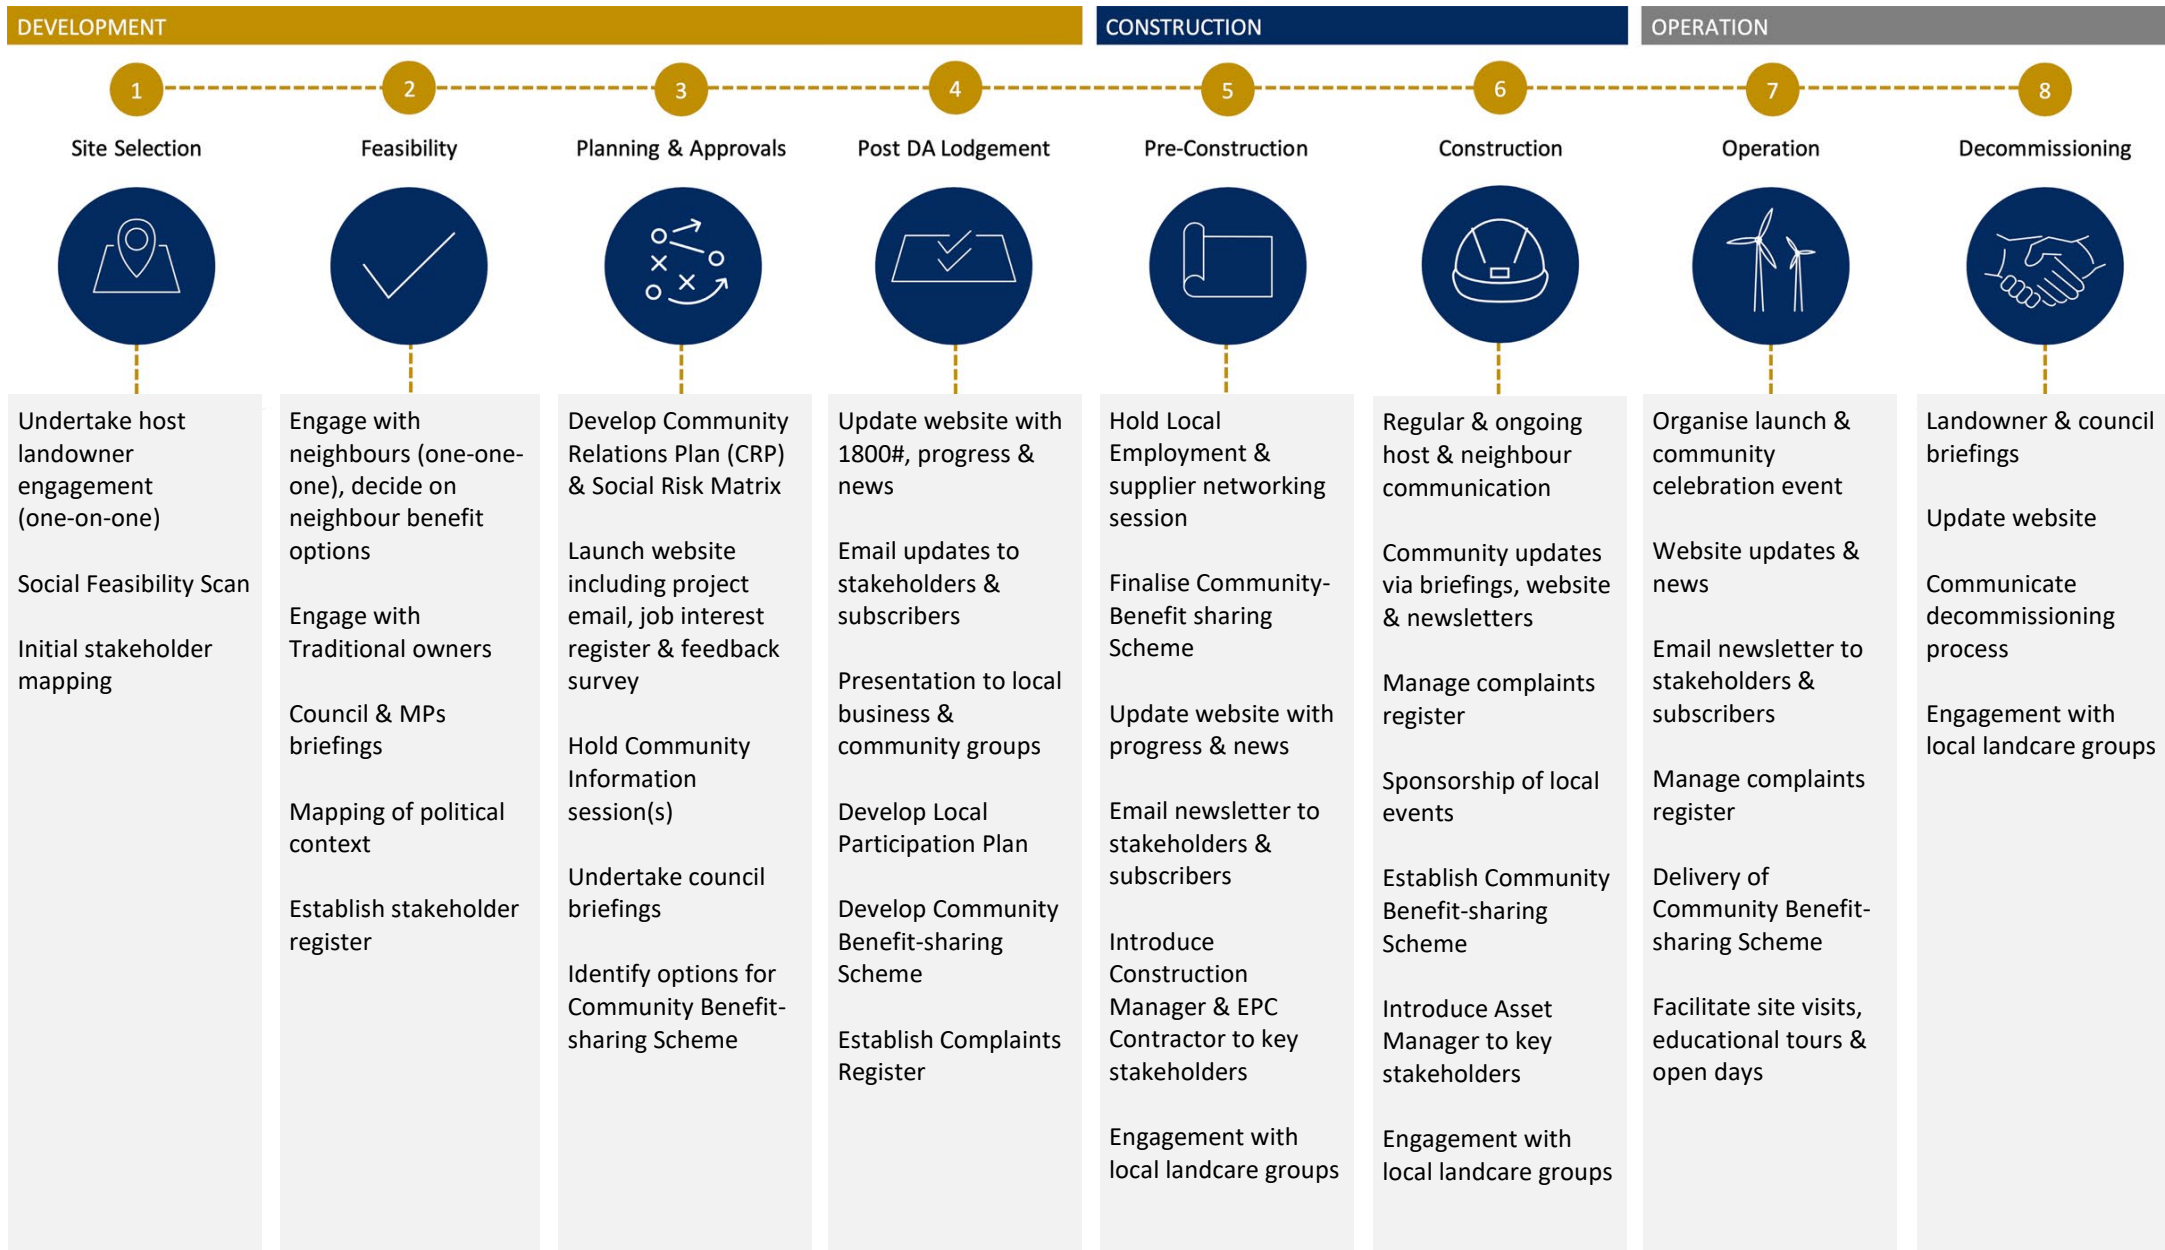 DEVELOPMENT
CONSTRUCTION
OPERATION
1
2
3
4
5
6
7
8
Site Selection
Feasibility
Planning & Approvals
Post DA Lodgement
Pre-Construction
Construction
Operation
Decommissioning
Undertake host
landowner
engagement
(one-on-one)
Social Feasibility Scan
Initial stakeholder
mapping
Engage with
neighbours (one-one-
one), decide on
neighbour benefit
options
Engage with
Traditional owners
Council & MPs
briefings
Mapping of political
context
Establish stakeholder
register
Develop Community
Relations Plan (CRP)
& Social Risk Matrix
Launch website
including project
email, job interest
register & feedback
survey
Hold Community
Information
session(s)
Undertake council
briefings
Identify options for
Community Benefit-
sharing Scheme
Update website with
1800#, progress &
news
Email updates to
stakeholders &
subscribers
Presentation to local
business &
community groups
Develop Local
Participation Plan
Develop Community
Benefit-sharing
Scheme
Establish Complaints
Register
Hold Local
Employment &
supplier networking
session
Finalise Community-
Benefit sharing
Scheme
Update website with
progress & news
Email newsletter to
stakeholders &
subscribers
Introduce
Construction
Manager & EPC
Contractor to key
stakeholders
Engagement with
local landcare groups
Regular & ongoing
host & neighbour
communication
Community updates
via briefings, website
& newsletters
Manage complaints
register
Sponsorship of local
events
Establish Community
Benefit-sharing
Scheme
Introduce Asset
Manager to key
stakeholders
Engagement with
local landcare groups
Organise launch &
community
celebration event
Website updates &
news
Email newsletter to
stakeholders &
subscribers
Manage complaints
register
Delivery of
Community Benefit-
sharing Scheme
Facilitate site visits,
educational tours &
open days
Landowner & council
briefings
Update website
Communicate
decommissioning
process
Engagement with
local landcare groups